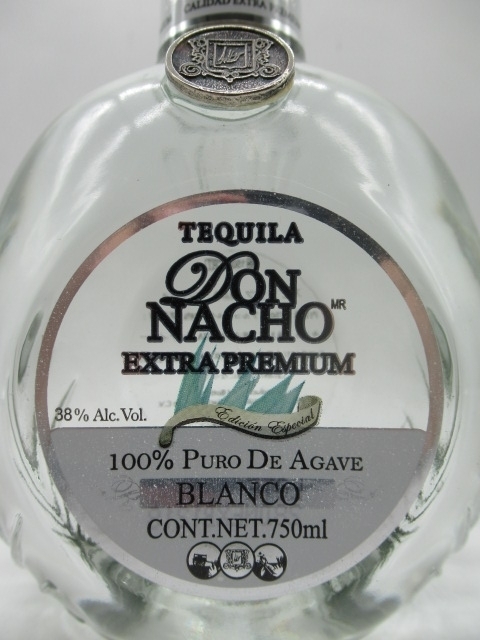 CALIDAD EXTRA
TEQUILA
DON
NACHO MR
EXTRA PREMIUM
38% Alc. Vol.
Edición Especial
100% PURO DE AGAVE
BLANCO
CONT.NET.750ml